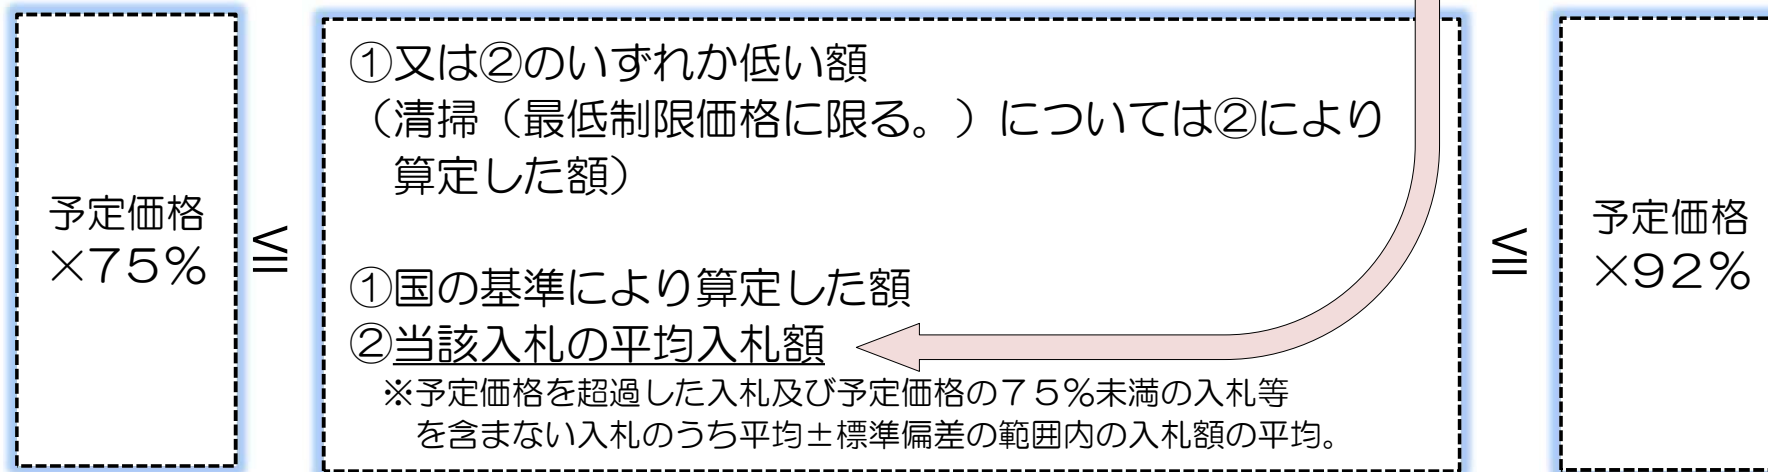 予定価格
×75%
≦
①又は②のいずれか低い額
（清掃（最低制限価格に限る。）については②により
算定した額）
①国の基準により算定した額
②当該入札の平均入札額
※予定価格を超過した入札及び予定価格の７５％未満の入札等
を含まない入札のうち平均±標準偏差の範囲内の入札額の平均。
≦
予定価格
×92%